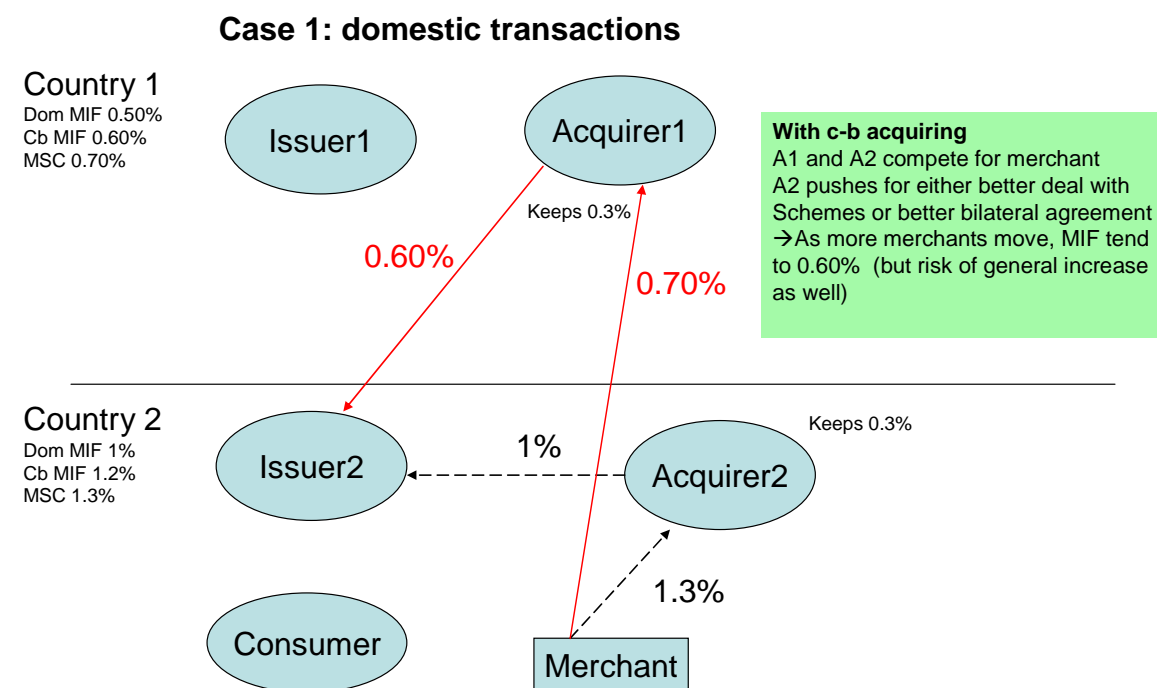 Case 1: domestic transactions
Country 1
Dom MIF 0.50%
Cb MIF 0.60%
MSC 0.70%
Issuer1
Acquirer1
Keeps 0.3%
With c-b acquiring
A1 and A2 compete for merchant
A2 pushes for either better deal with
Schemes or better bilateral agreement
→As more merchants move, MIF tend
to 0.60% (but risk of general increase
as well)
0.60%
0.70%
Country 2
Dom MIF 1%
Cb MIF 1.2%
MSC 1.3%
Issuer2
1%
Acquirer2
Keeps 0.3%
1.3%
Consumer
Merchant